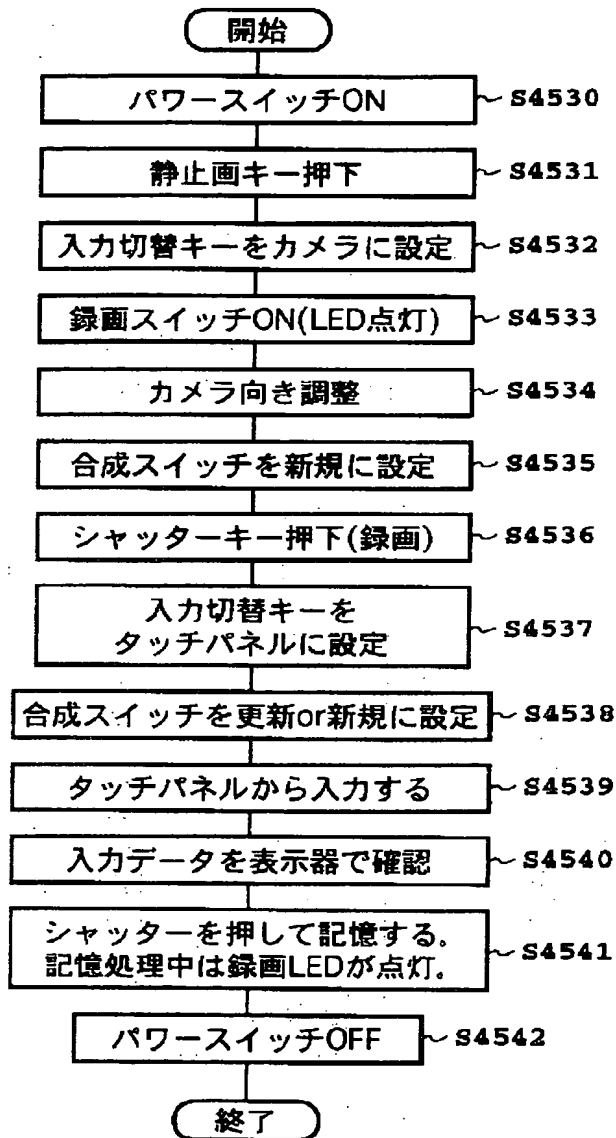 開始
パワースイッチON
S4530
静止画キー押下
S4531
入力切替キーをカメラに設定
S4532
録画スイッチON(LED点灯)
S4533
カメラ向き調整
S4534
合成スイッチを新規に設定
S4535
シャッターキー押下(録画)
S4536
入力切替キーを
タッチパネルに設定
S4537
合成スイッチを更新or新規に設定
S4538
タッチパネルから入力する
S4539
入力データを表示器で確認
S4540
シャッターを押して記憶する。
記憶処理中は録画LEDが点灯.
S4541
パワースイッチOFF
S4542
終了